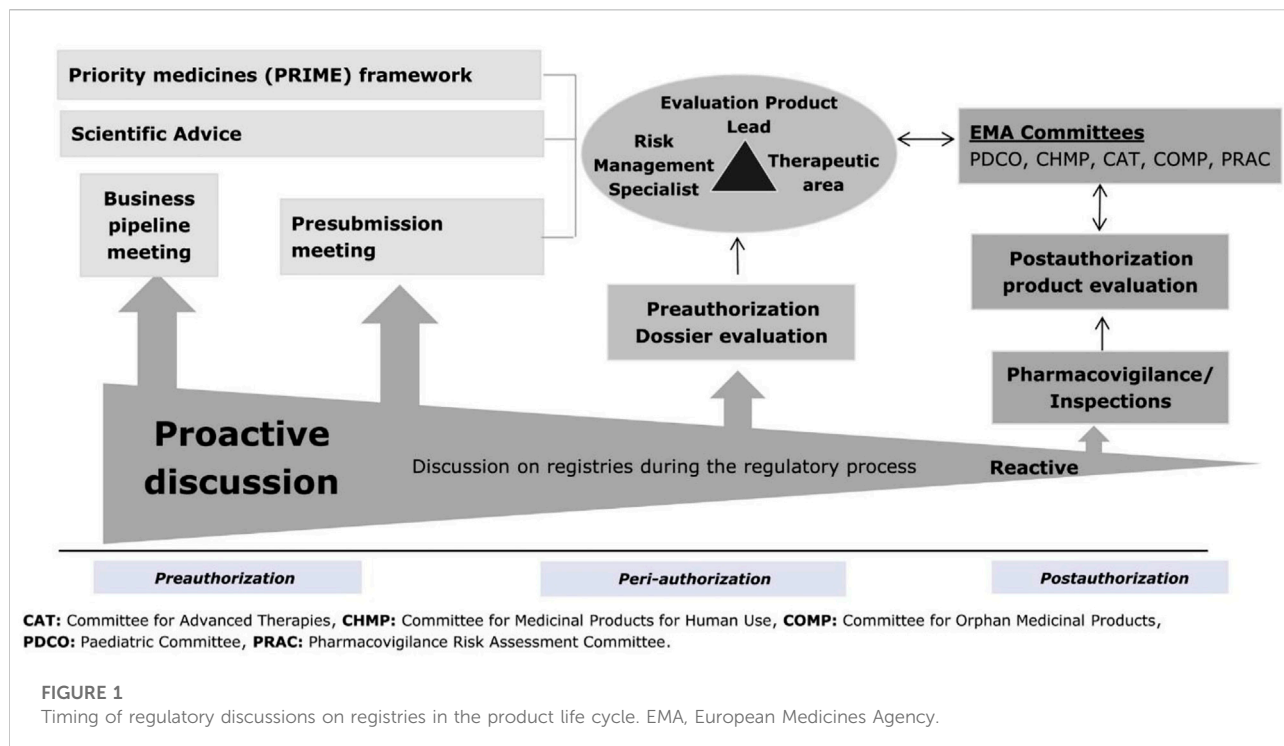 Priority medicines (PRIME) framework
Scientific Advice
Business
pipeline
meeting
Presubmission
meeting
Evaluation Product
Lead
Risk
Management
Specialist
Therapeutic
area
EMA Committees
PDCO, CHMP, CAT, COMP, PRAC
Preauthorization
Dossier evaluation
Postauthorization
product evaluation
Pharmacovigilance/
Inspections
Proactive
discussion
Discussion on registries during the regulatory process
Reactive
Preauthorization
Peri-authorization
Postauthorization
CAT: Committee for Advanced Therapies, CHMP: Committee for Medicinal Products for Human Use, COMP: Committee for Orphan Medicinal Products,
PDCO: Paediatric Committee, PRAC: Pharmacovigilance Risk Assessment Committee.
FIGURE 1
Timing of regulatory discussions on registries in the product life cycle. EMA, European Medicines Agency.